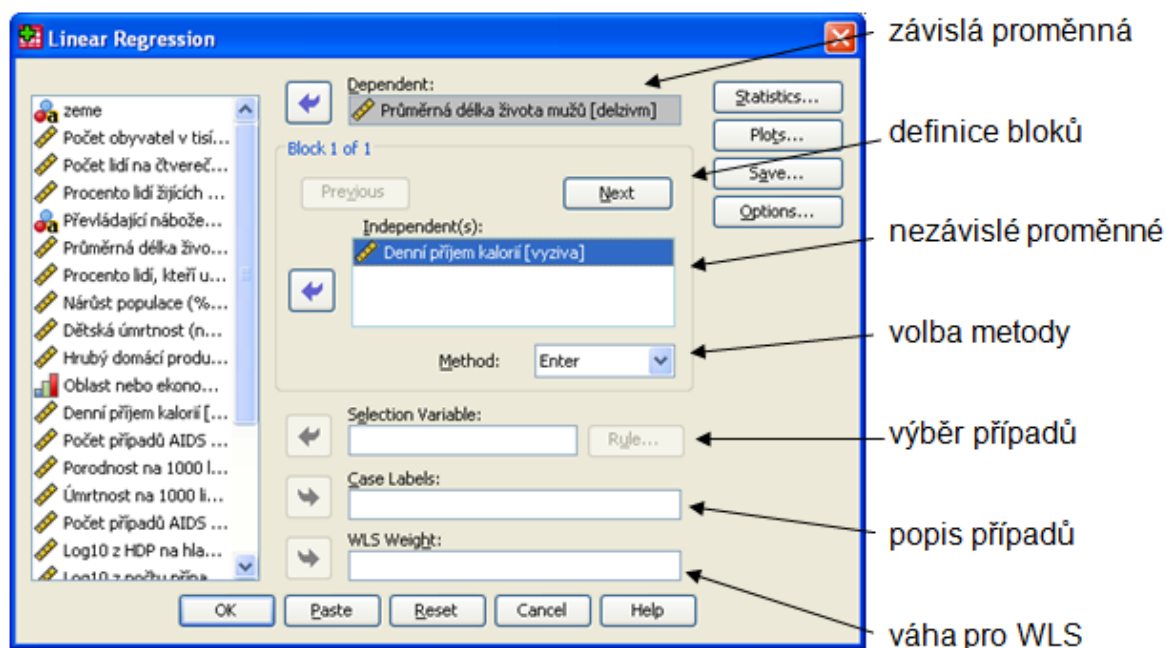 Linear Regression
zeme
Počet obyvatel v tisí...
Počet lidí na čtvereč...
Procento lidí žijících ...
Převládající nábože...
Průměrná délka živo...
Procento lidí, kteří u...
Nárůst populace (%...
Dětská úmrtnost (n...
Hrubý domácí produ...
Oblast nebo ekono...
Denní příjem kalorií [...
Počet případů AIDS ...
Porodnost na 1000 l...
Úmrtnost na 1000 li...
Počet případů AIDS ...
Log10 z HDP na hla...
Log10 z počtu přípa...
Dependent:
Průměrná délka života mužů [delzivm]
Block 1 of 1
Previous
Next
Independent(s):
Denní příjem kalorií [vyziva]
Method:
Enter
Selection Variable:
Rule...
Case Labels:
WLS Weight:
Statistics...
Plots...
Save...
Options...
OK
Paste
Reset
Cancel
Help
závislá proměnná
definice bloků
nezávislé proměnné
volba metody
výběr případů
popis případů
váha pro WLS